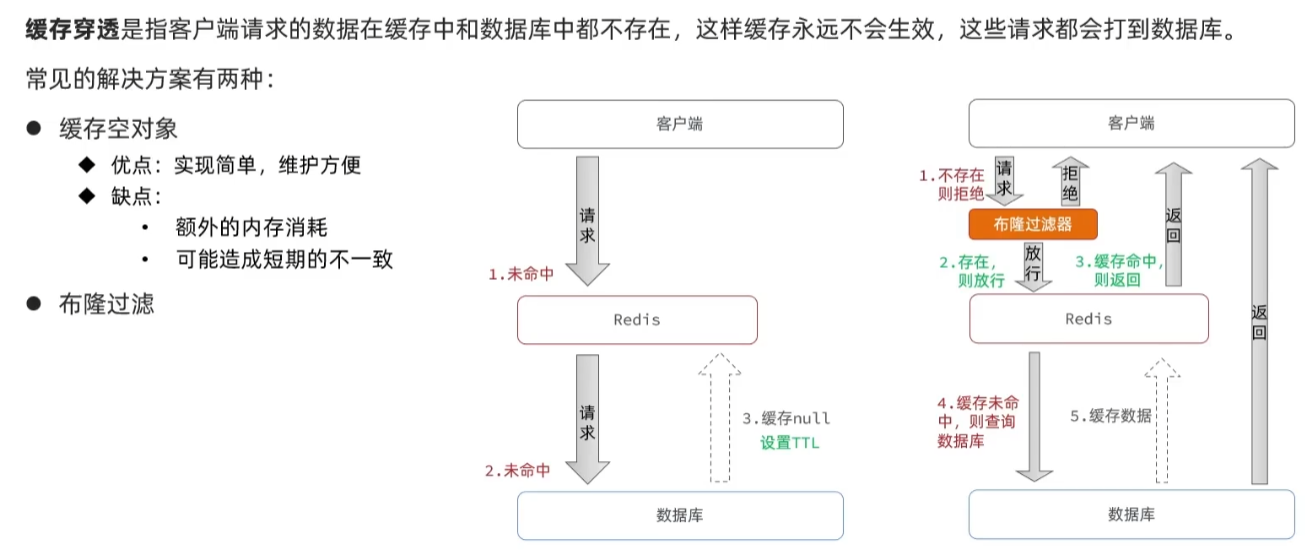 缓存穿透是指客户端请求的数据在缓存中和数据库中都不存在，这样缓存永远不会生效，这些请求都会打到数据库。
常见的解决方案有两种：
● 缓存空对象
◆ 优点：实现简单，维护方便
◆ 缺点：
• 额外的内存消耗
• 可能造成短期的不一致
● 布隆过滤
客户端
请求
1.未命中
Redis
请求
2.未命中
3.缓存null
设置TTL
数据库
客户端
1.不存在
则拒绝
请求
拒绝
布隆过滤器
2.存在，
则放行
放行
3.缓存命中，
则返回
返回
Redis
返回
4.缓存未命
中，则查询
数据库
5.缓存数据
数据库